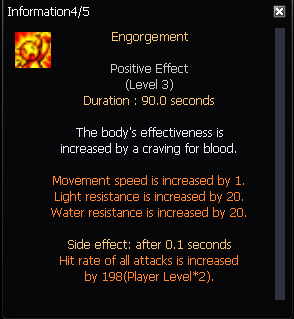 Information4/5
Engorgement
Positive Effect
(Level 3)
Duration : 90.0 seconds
The body's effectiveness is
increased by a craving for blood.
Movement speed is increased by 1.
Light resistance is increased by 20.
Water resistance is increased by 20.
Side effect: after 0.1 seconds
Hit rate of all attacks is increased
by 198(Player Level*2).